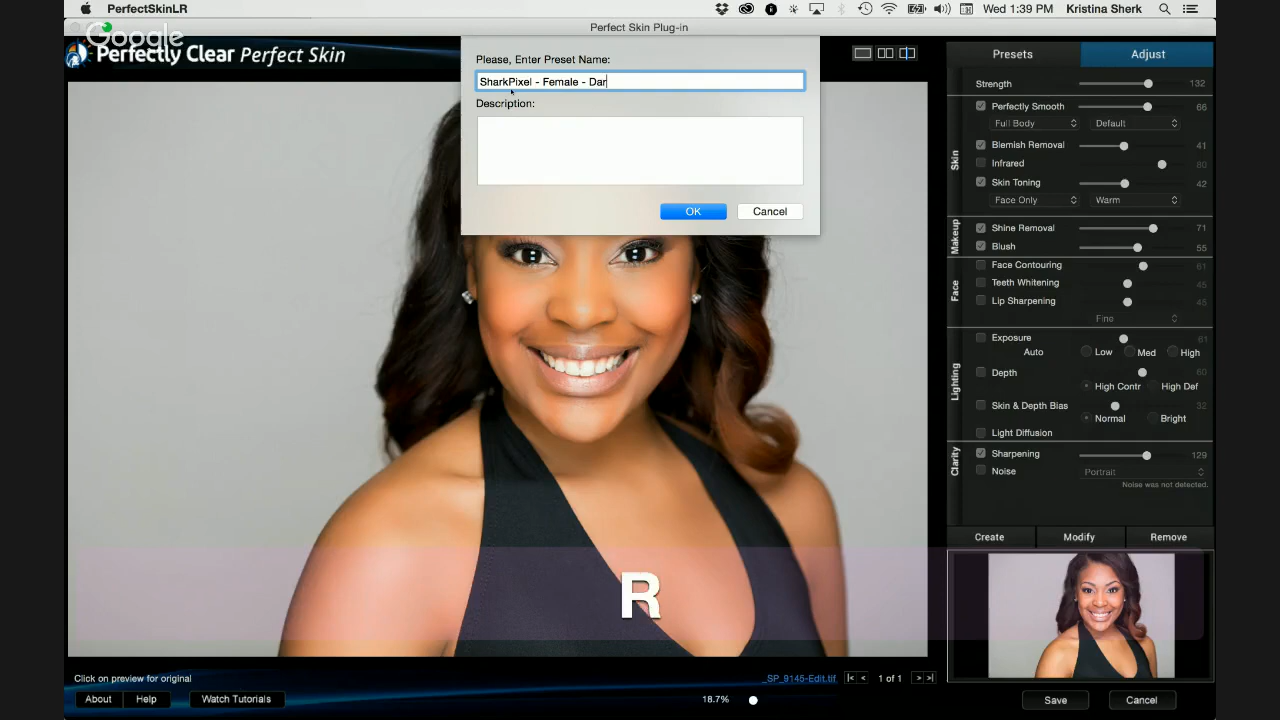 PerfectSkinLR
Wed 1:39 PM Kristina Sherk
Perfect Skin Plug-in
Google
Perfectly Clear Perfect Skin
Please, Enter Preset Name:
SharkPixel - Female - Dar
Description:
OK Cancel
Presets Adjust
Strength 132
Skin
Perfectly Smooth 66
Full Body Default
Blemish Removal 41
Infrared 80
Skin Toning 42
Face Only Warm
Makeup
Shine Removal 71
Blush 55
Face
Face Contouring 61
Teeth Whitening 45
Lip Sharpening 45
Fine
Lighting
Exposure 61
Auto Low Med High
Depth 60
High Contr High Def
Skin & Depth Bias 32
Normal Bright
Light Diffusion
Clarity
Sharpening 129
Noise Portrait
Noise was not detected.
Create Modify Remove
R
Click on preview for original
_SP_9145-Edit.tif 1 of 1
About Help Watch Tutorials
18.7%
Save Cancel